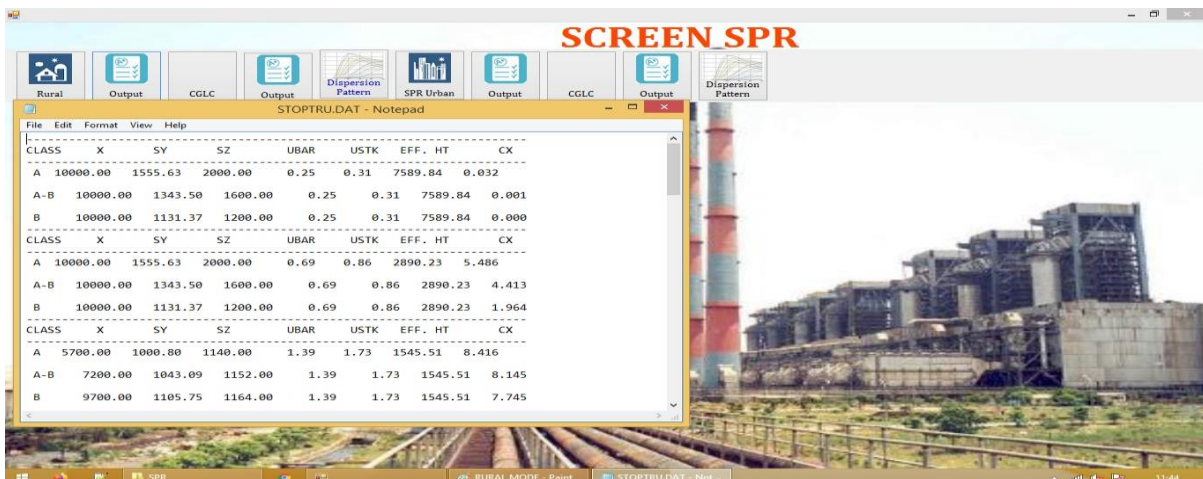 SCREEN_SPR
Rural
Output
CGLC
Output
Dispersion
Pattern
SPR Urban
Output
CGLC
Output
Dispersion
Pattern
STOPTRU.DAT - Notepad
File Edit Format View Help
CLASS X SY SZ UBAR USTK EFF. HT CX
A 10000.00 1555.63 2000.00 0.25 0.31 7589.84 0.032
A-B 10000.00 1343.50 1600.00 0.25 0.31 7589.84 0.001
B 10000.00 1131.37 1200.00 0.25 0.31 7589.84 0.000
CLASS X SY SZ UBAR USTK EFF. HT CX
A 10000.00 1555.63 2000.00 0.69 0.86 2890.23 5.486
A-B 10000.00 1343.50 1600.00 0.69 0.86 2890.23 4.413
B 10000.00 1131.37 1200.00 0.69 0.86 2890.23 1.964
CLASS X SY SZ UBAR USTK EFF. HT CX
A 5700.00 1000.80 1140.00 1.39 1.73 1545.51 8.416
A-B 7200.00 1043.09 1152.00 1.39 1.73 1545.51 8.145
B 9700.00 1105.75 1164.00 1.39 1.73 1545.51 7.745
SPR
RURAL MODE - Paint
STOPTRU.DAT - Not...
11:44